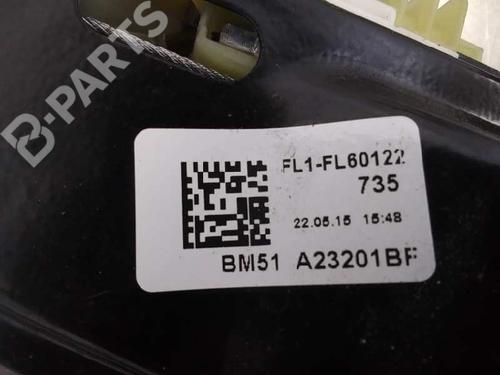 B-PARTS
FL1-FL60122
735
22.05.15 15:48
BM51 A23201BF